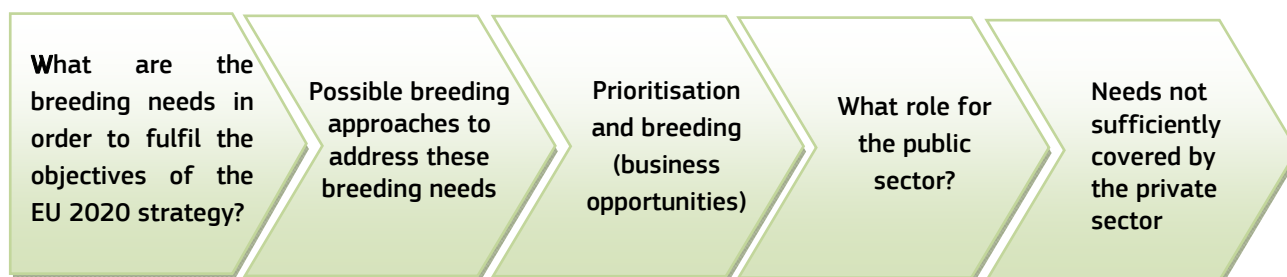 What are the
breeding needs in
order to fulfil the
objectives of the
EU 2020 strategy?
Possible breeding
approaches to
address these
breeding needs
Prioritisation
and breeding
(business
opportunities)
What role for
the public
sector?
Needs not
sufficiently
covered by
the private
sector